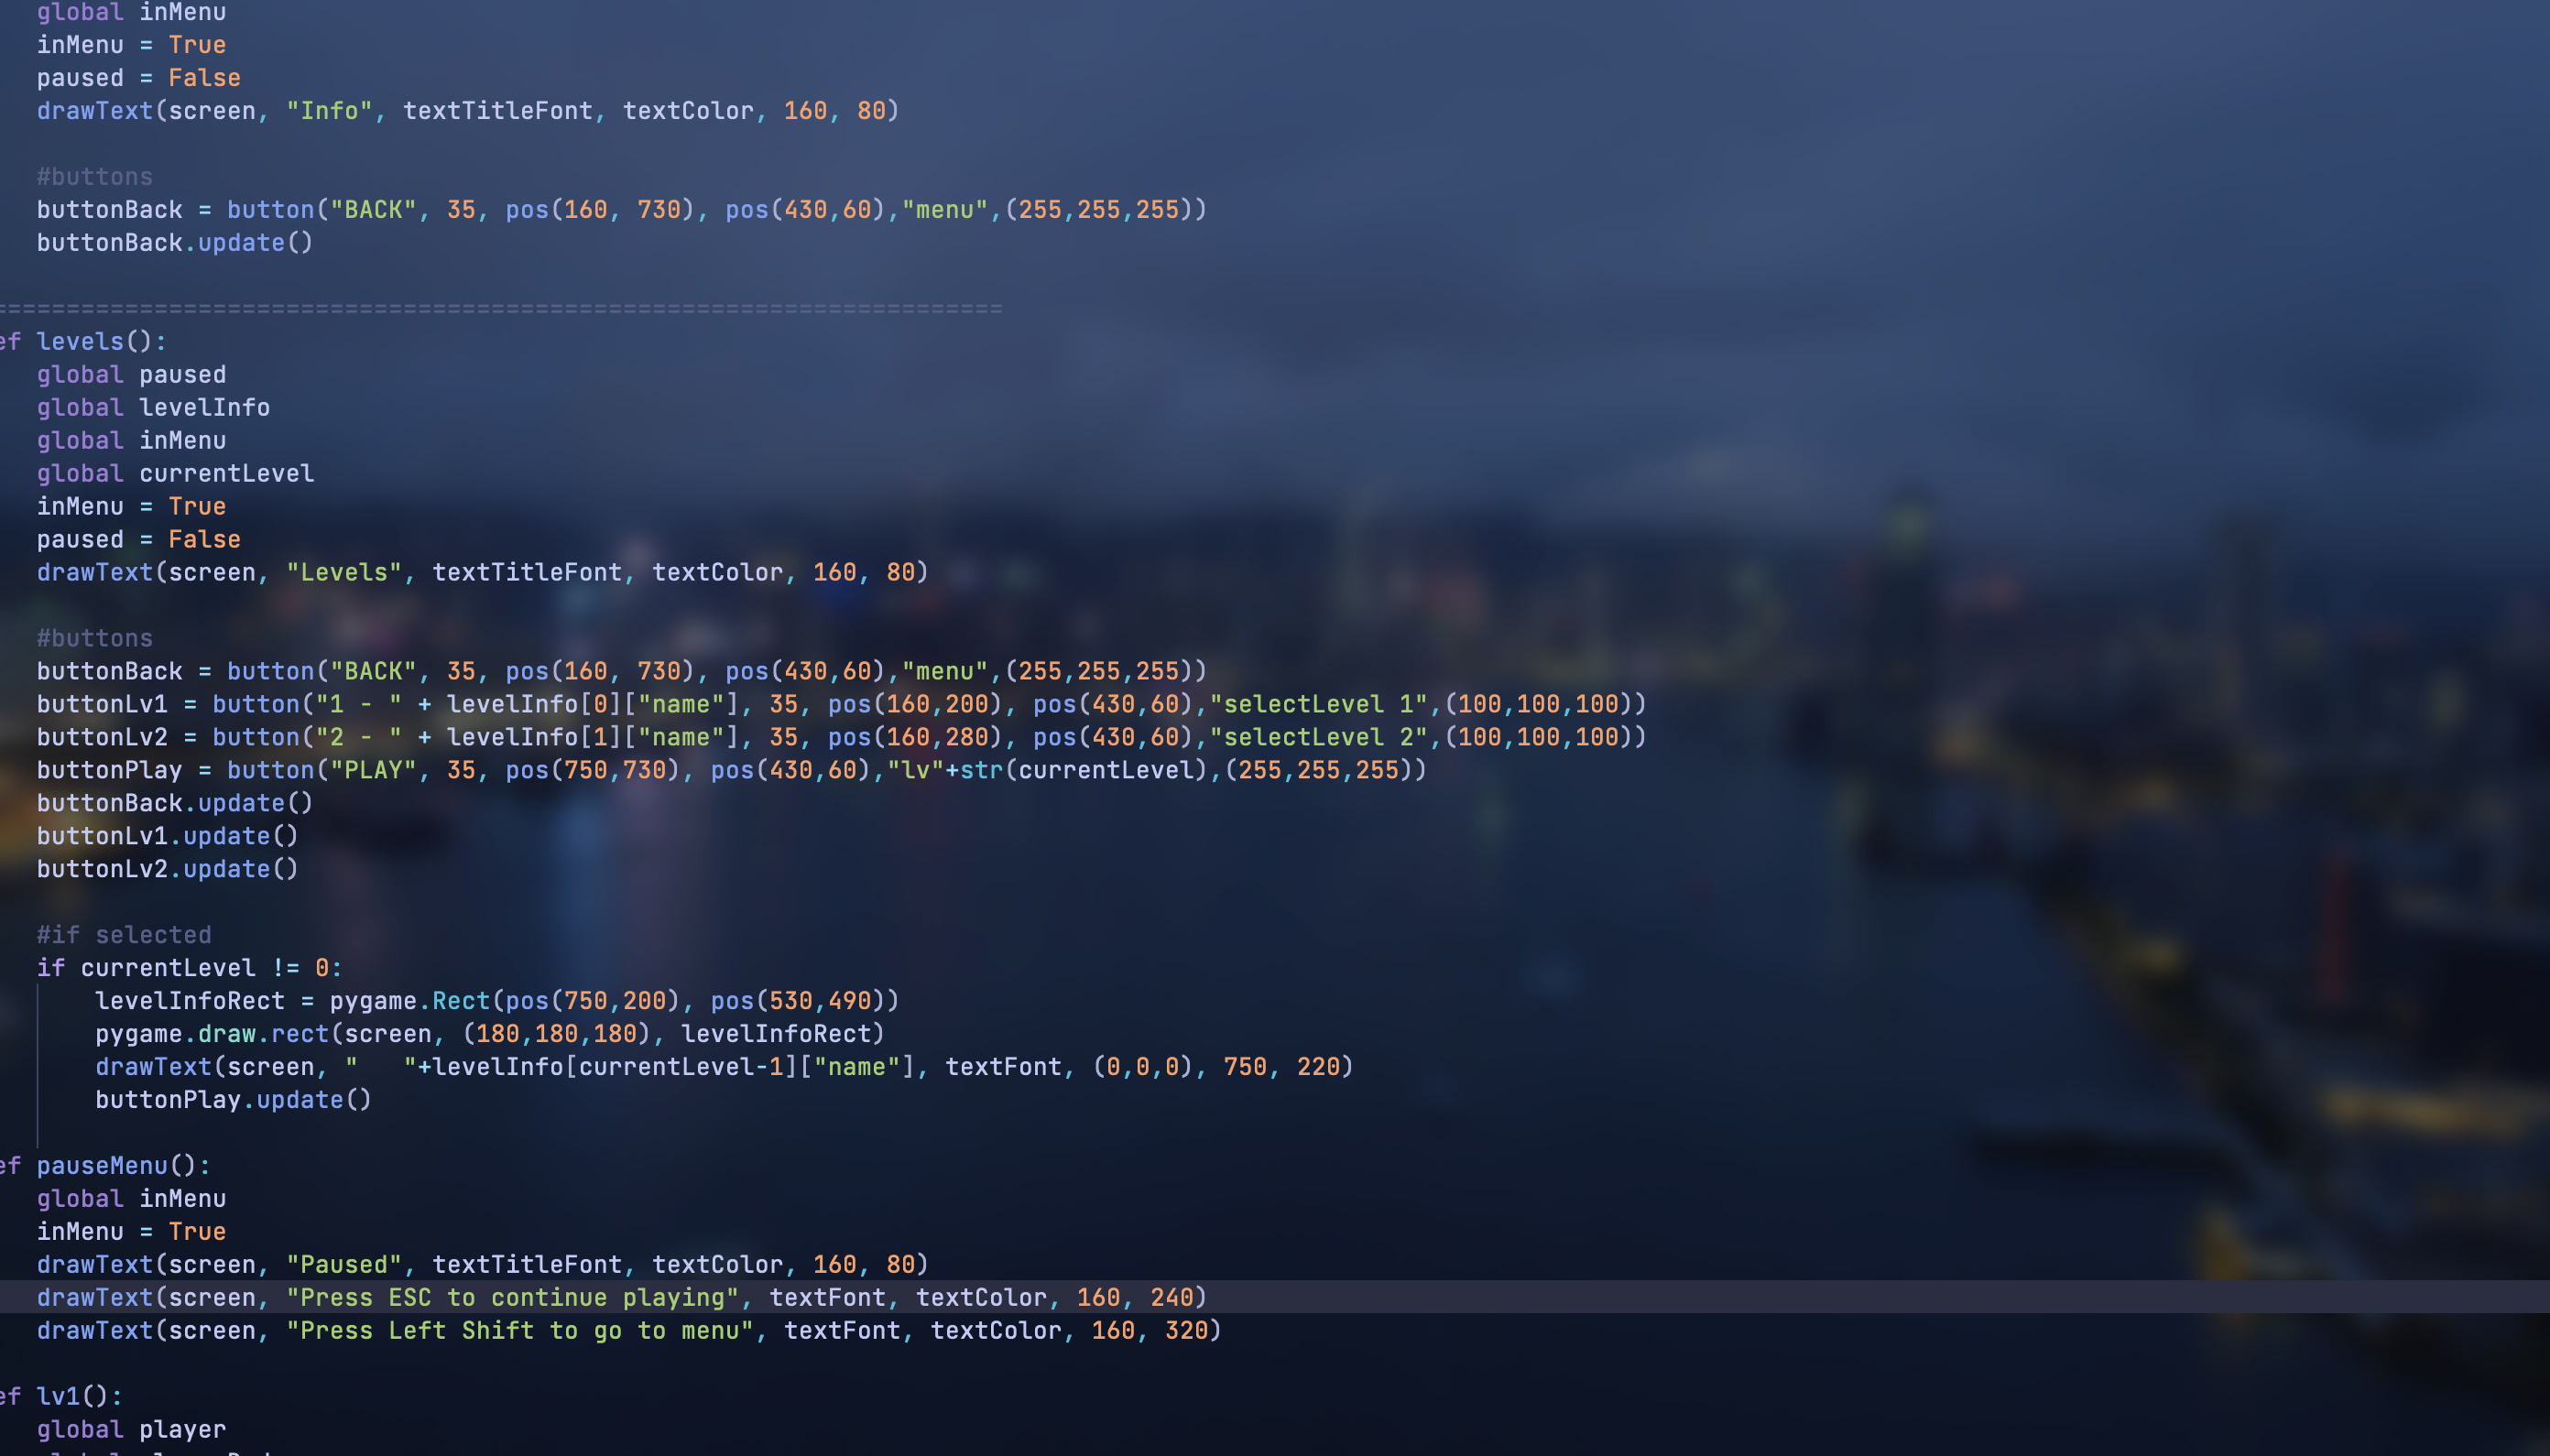 global inMenu
inMenu = True
paused = False
drawText(screen, "Info", textTitleFont, textColor, 160, 80)
#buttons
buttonBack = button("BACK", 35, pos(160, 730), pos(430,60),"menu",(255,255,255))
buttonBack.update()
=====================================================================
ef levels():
global paused
global levelInfo
global inMenu
global currentLevel
inMenu = True
paused = False
drawText(screen, "Levels", textTitleFont, textColor, 160, 80)
#buttons
buttonBack = button("BACK", 35, pos(160, 730), pos(430,60),"menu",(255,255,255))
buttonLv1 = button("1 - " + levelInfo[0]["name"], 35, pos(160,200), pos(430,60),"selectLevel 1",(100,100,100))
buttonLv2 = button("2 - " + levelInfo[1]["name"], 35, pos(160,280), pos(430,60),"selectLevel 2",(100,100,100))
buttonPlay = button("PLAY", 35, pos(750,730), pos(430,60),"lv"+str(currentLevel),(255,255,255))
buttonBack.update()
buttonLv1.update()
buttonLv2.update()
#if selected
if currentLevel != 0:
levelInfoRect = pygame.Rect(pos(750,200), pos(530,490))
pygame.draw.rect(screen, (180,180,180), levelInfoRect)
drawText(screen, "   "+levelInfo[currentLevel-1]["name"], textFont, (0,0,0), 750, 220)
buttonPlay.update()
ef pauseMenu():
global inMenu
inMenu = True
drawText(screen, "Paused", textTitleFont, textColor, 160, 80)
drawText(screen, "Press ESC to continue playing", textFont, textColor, 160, 240)
drawText(screen, "Press Left Shift to go to menu", textFont, textColor, 160, 320)
ef lv1():
global player